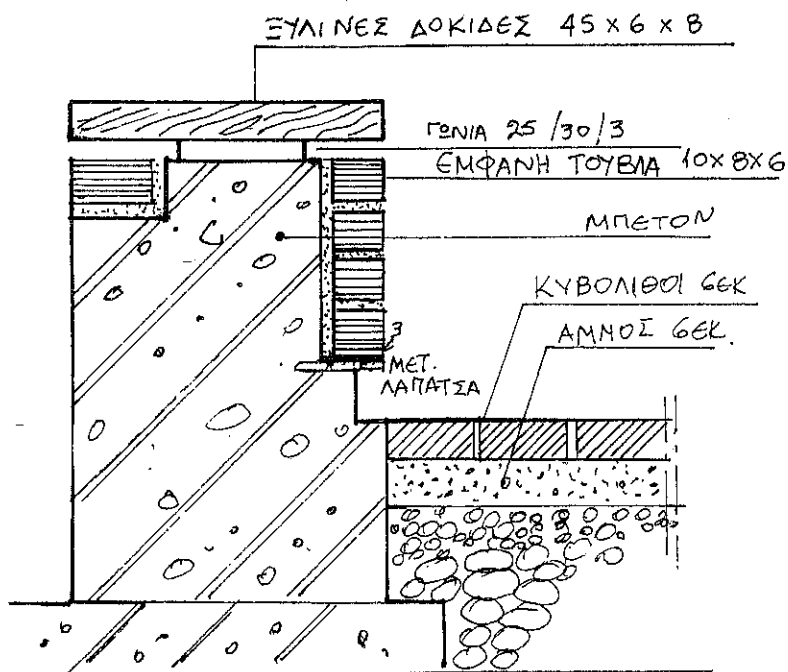 ΞΥΛΙΝΕΣ ΔΟΚΙΔΕΣ 45 x 6 x 8
ΓΩΝΙΑ 25/30/3
ΕΜΦΑΝΗ ΤΟΥΒΛΑ 10x8x6
ΜΠΕΤΟΝ
ΚΥΒΟΛΙΘΟΙ 6ΕΚ
ΑΜΜΟΣ 6ΕΚ.
3
ΜΕΤ.
ΛΑΠΑΤΣΑ